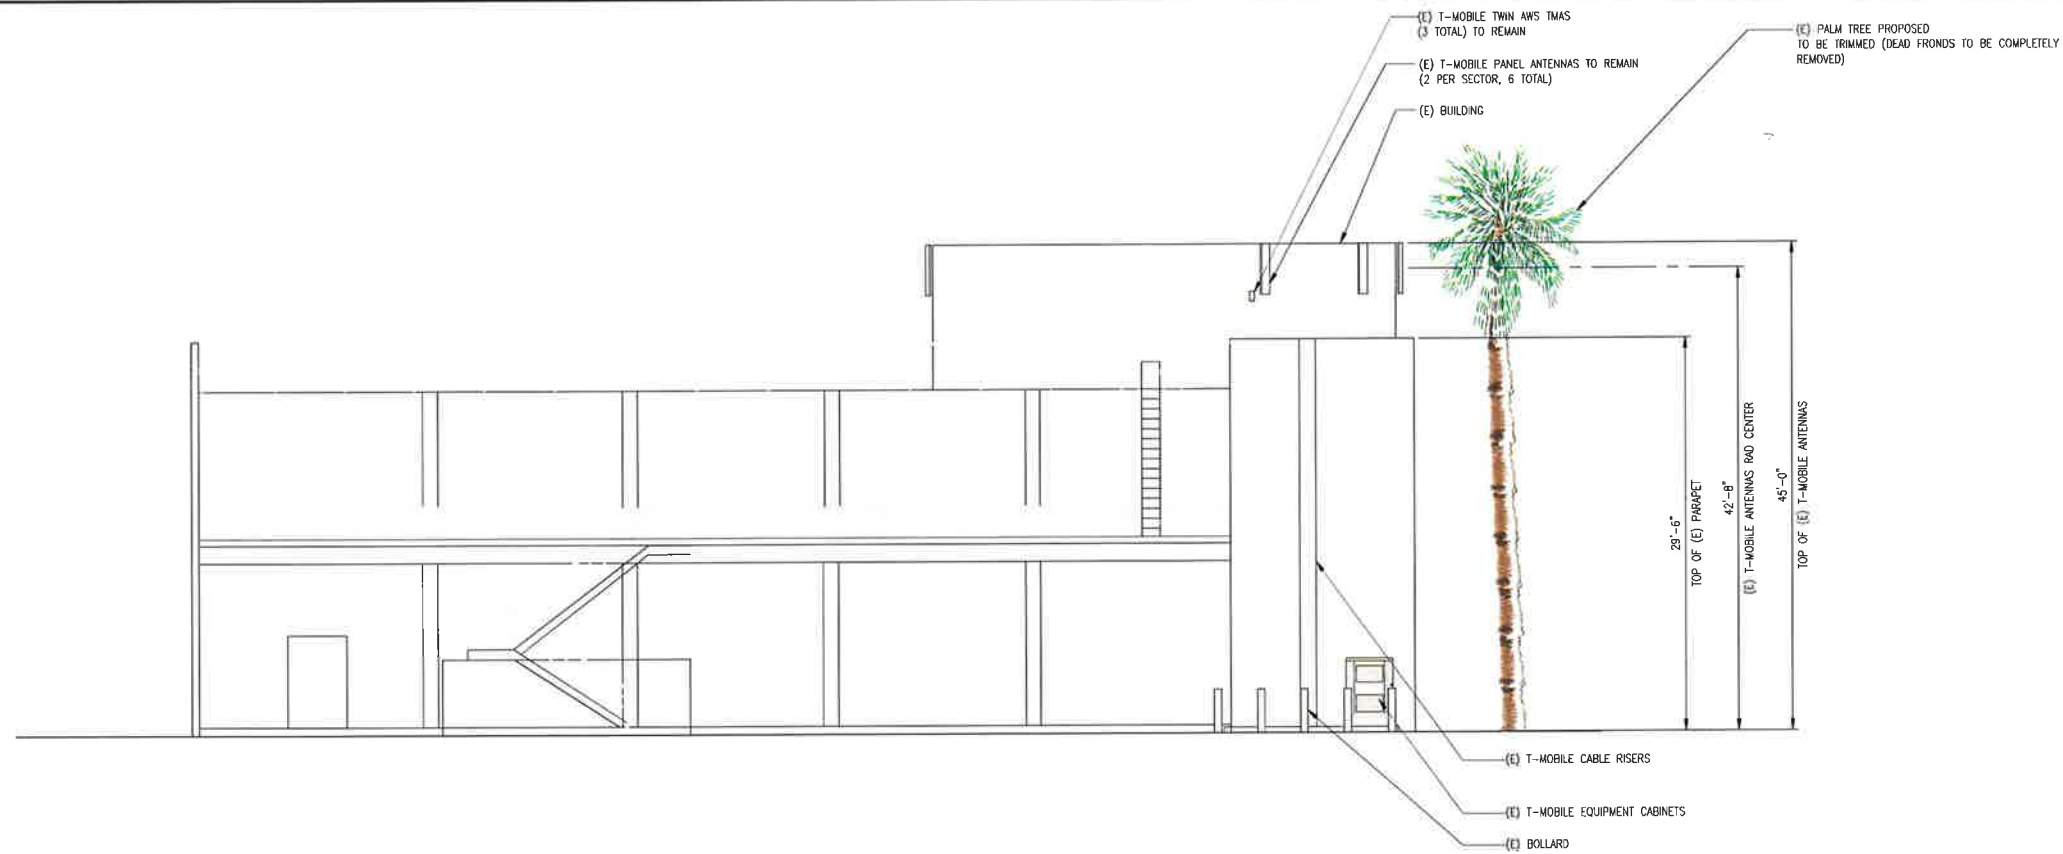 (E) T-MOBILE TWIN AWS TMAS
(3 TOTAL) TO REMAIN
(E) T-MOBILE PANEL ANTENNAS TO REMAIN
(2 PER SECTOR, 6 TOTAL)
(E) BUILDING
(E) PALM TREE PROPOSED
TO BE TRIMMED (DEAD FRONDS TO BE COMPLETELY
REMOVED)
29'-6"
TOP OF (E) PARAPET
42'-8"
(E) T-MOBILE ANTENNAS RAD CENTER
45'-0"
TOP OF (E) T-MOBILE ANTENNAS
(E) T-MOBILE CABLE RISERS
(E) T-MOBILE EQUIPMENT CABINETS
(E) BOLLARD